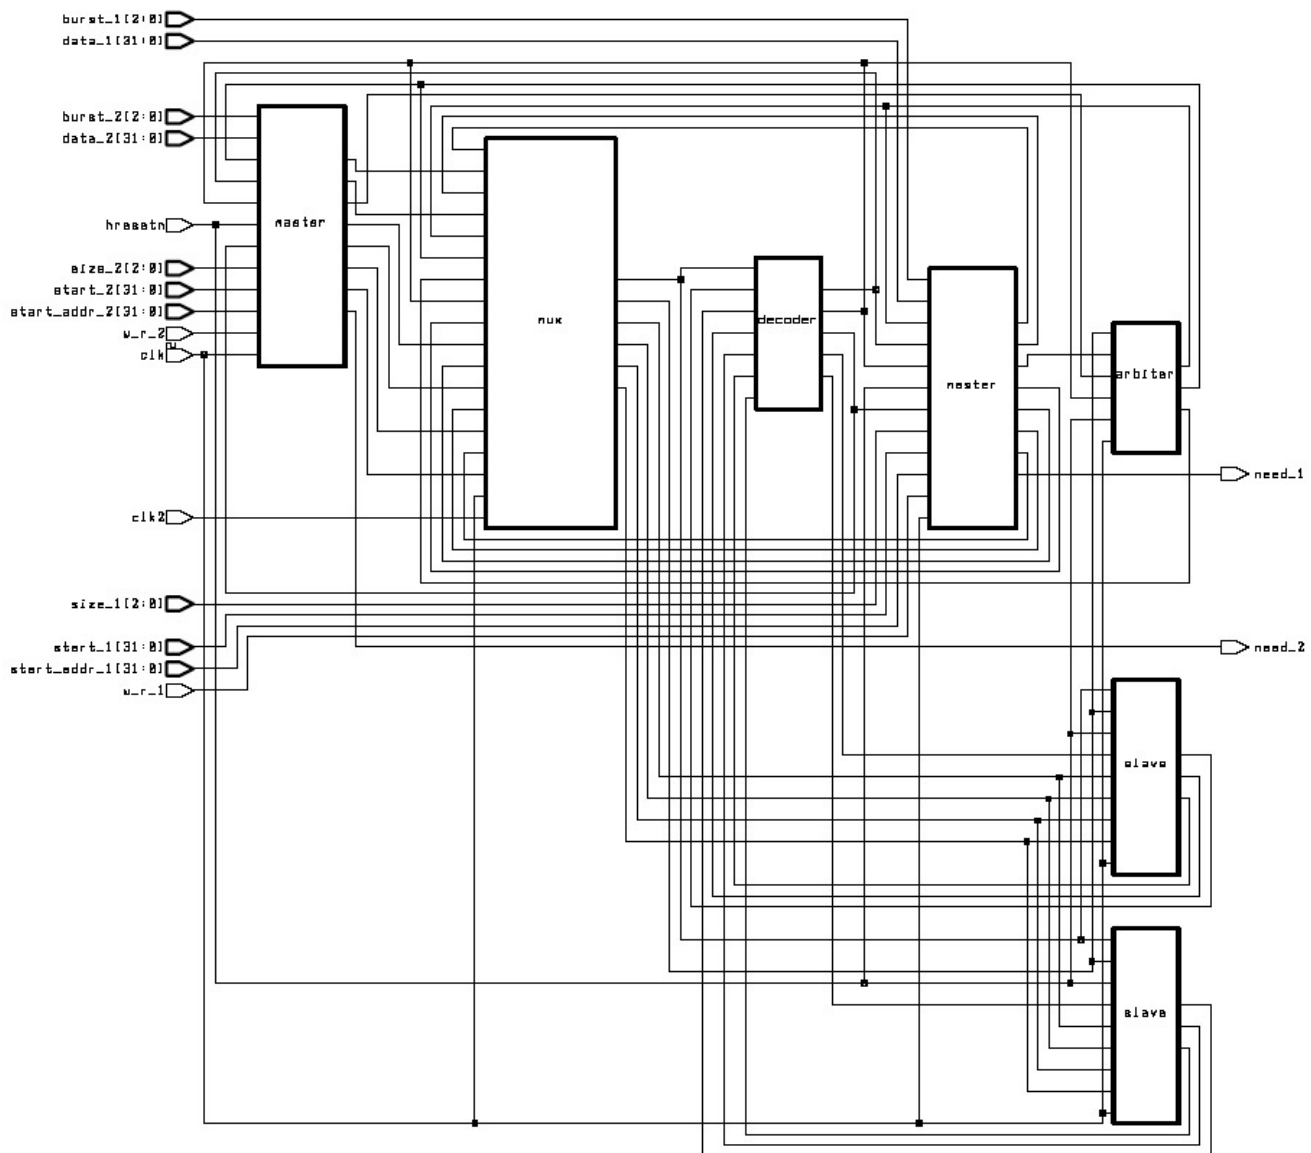 burst_1[2:0]
data_1[31:0]
burst_2[2:0]
data_2[31:0]
master
hresetn
size_2[2:0]
start_2[31:0]
start_addr_2[31:0]
w_r_2
clk
mux
decoder
master
arbiter
need_1
clk2
size_1[2:0]
start_1[31:0]
need_2
start_addr_1[31:0]
w_r_1
slave
slave